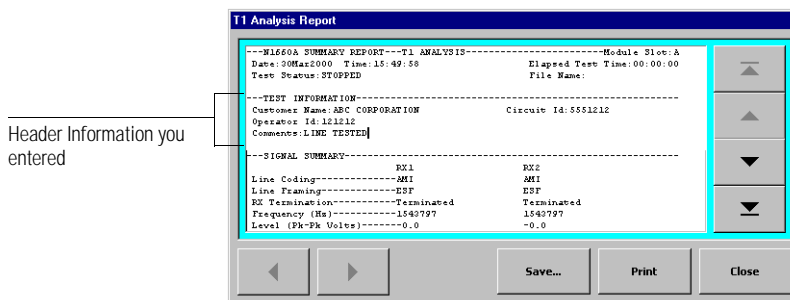 T1 Analysis Report
---N1660A SUMMARY REPORT---T1 ANALYSIS-----------------------Module Slot:A
Date:30Mar2000 Time:15:49:58 Elapsed Test Time:00:00:00
Test Status:STOPPED File Name:
---TEST INFORMATION------------------------------------------------------
Customer Name:ABC CORPORATION Circuit Id:5551212
Operator Id:121212
Comments:LINE TESTED
Header Information you
entered
---SIGNAL SUMMARY--------------------------------------------------------
RX1 RX2
Line Coding-------------AMI AMI
Line Framing------------ESF ESF
RX Termination----------Terminated Terminated
Frequency (Hz)----------1543797 1543797
Level (Pk-Pk Volts)-------0.0 -0.0
Save... Print Close